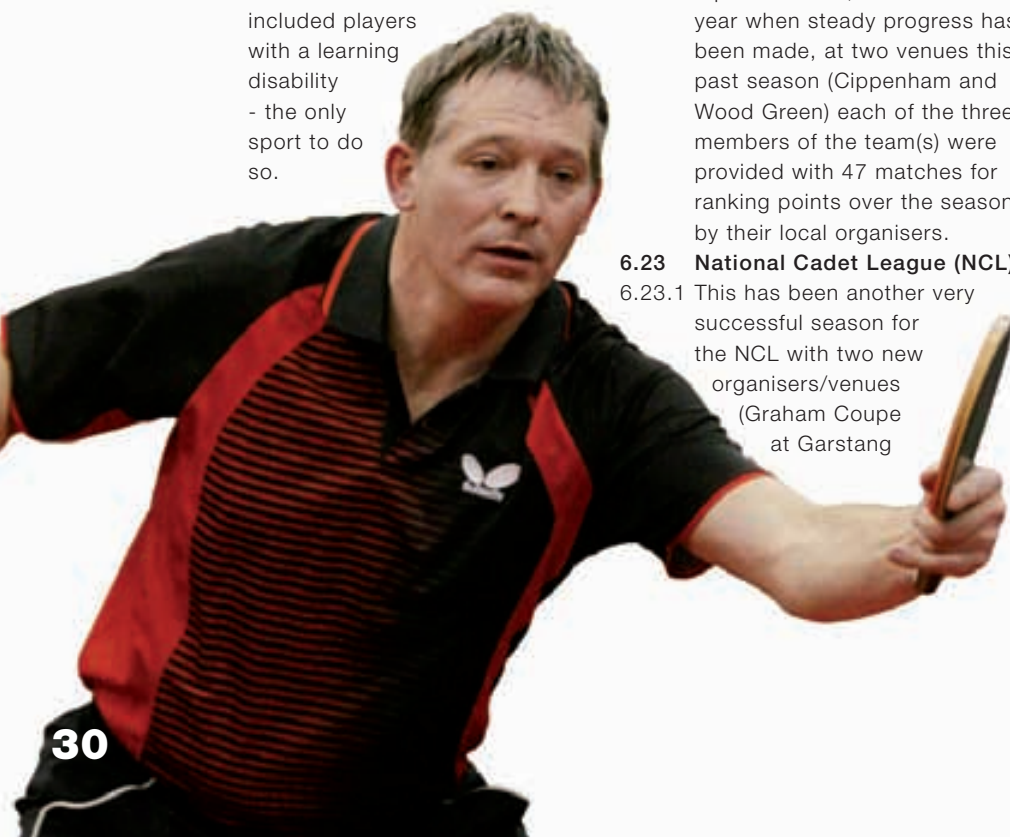 included players
with a learning
disability
- the only
sport to do
so.
year when steady progress has
been made, at two venues this
past season (Cippenham and
Wood Green) each of the three
members of the team(s) were
provided with 47 matches for
ranking points over the season
by their local organisers.
6.23 National Cadet League (NCL)
6.23.1 This has been another very
successful season for
the NCL with two new
organisers/venues
(Graham Coupe
at Garstang
30